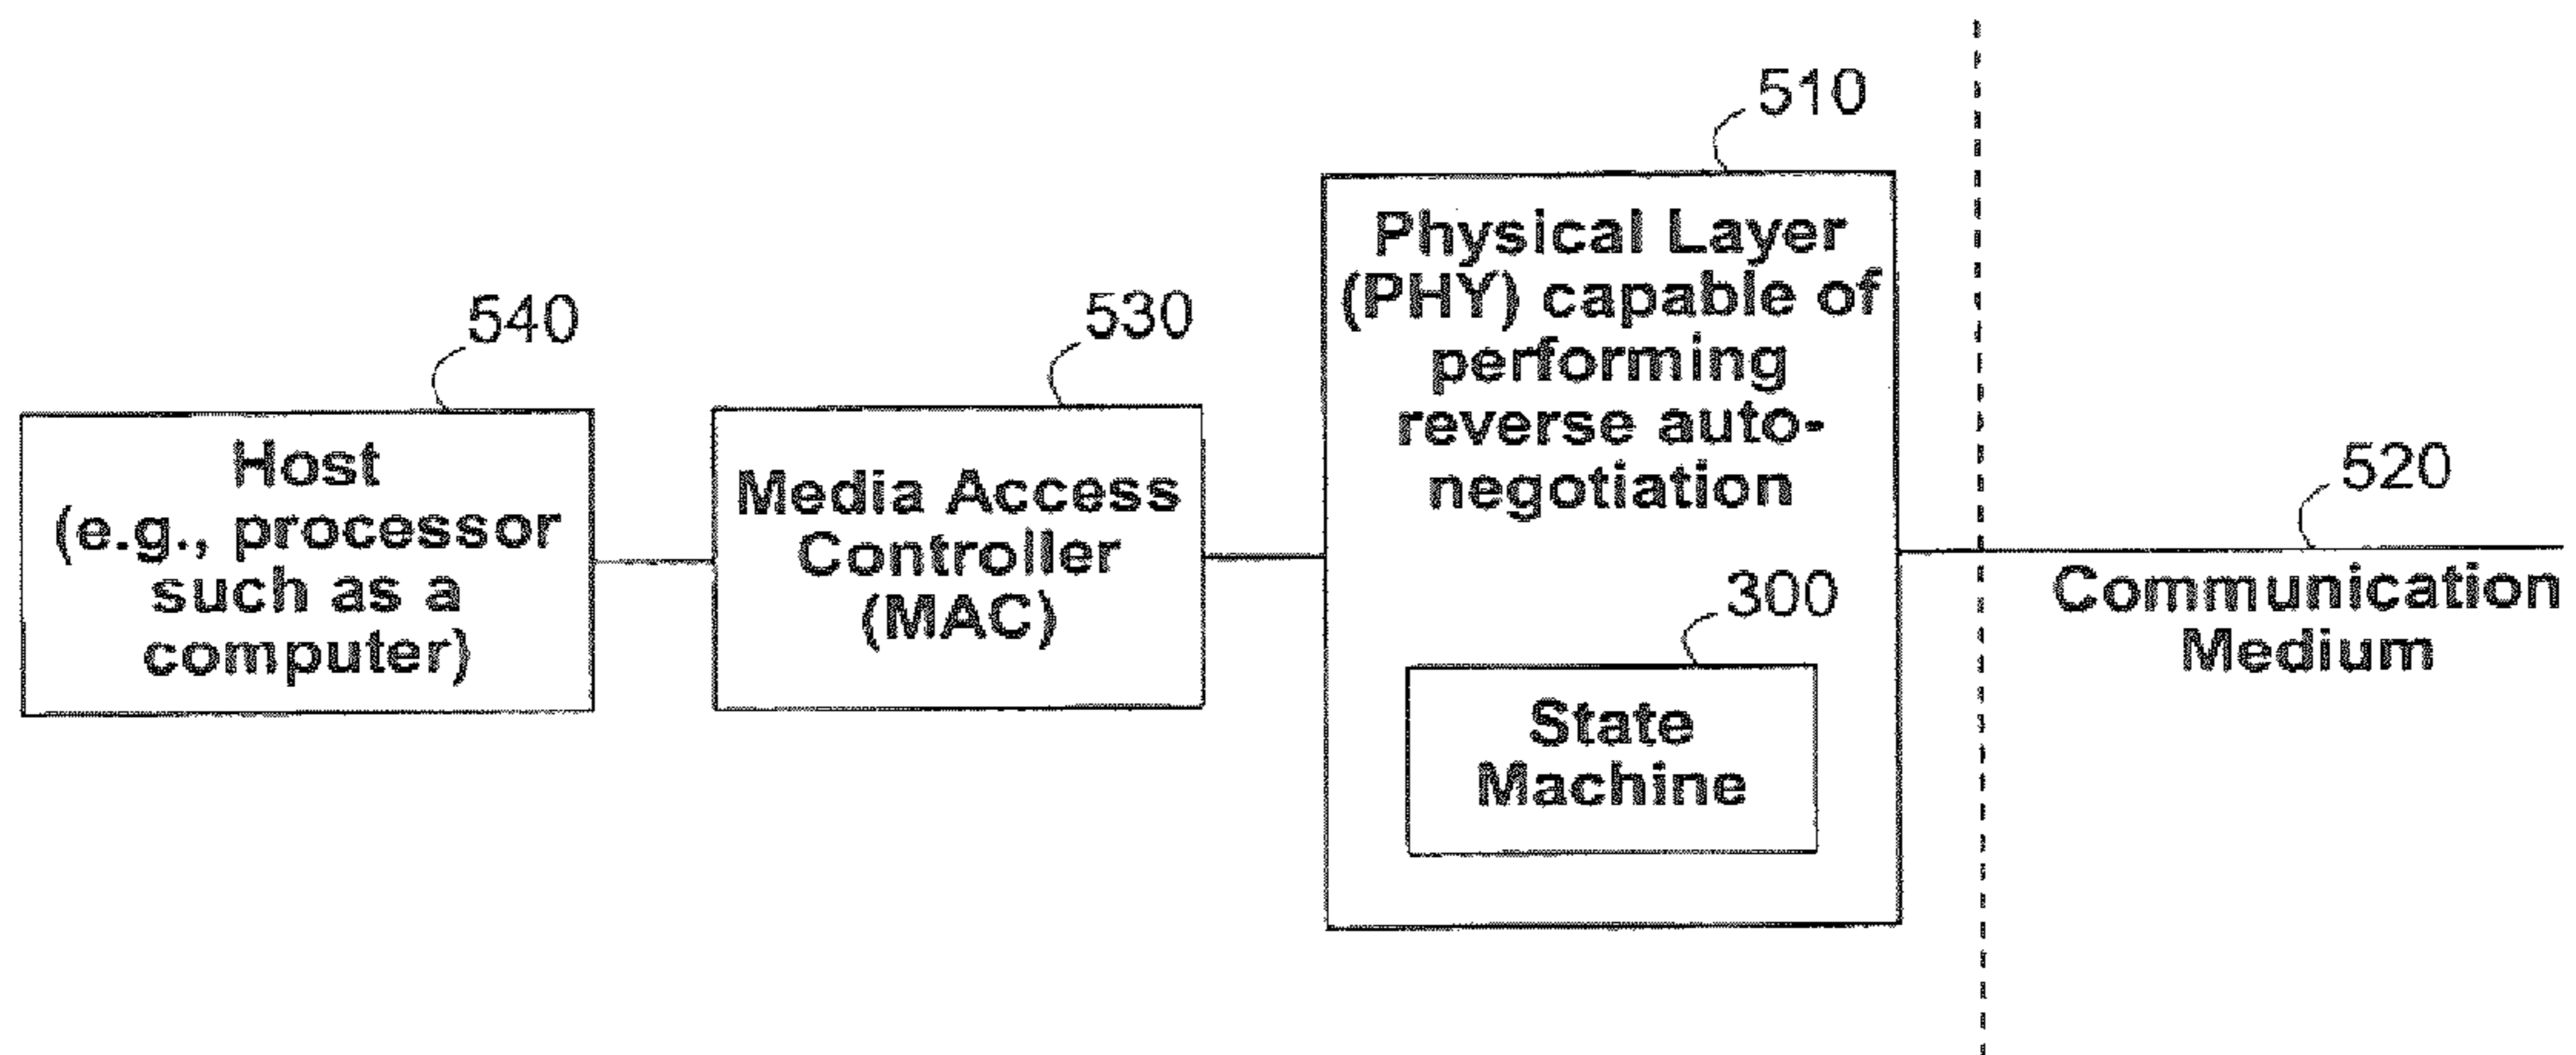 540
Host
(e.g., processor
such as a
computer)
530
Media Access
Controller
(MAC)
510
Physical Layer
(PHY) capable of
performing
reverse auto-
negotiation
300
State
Machine
520
Communication
Medium